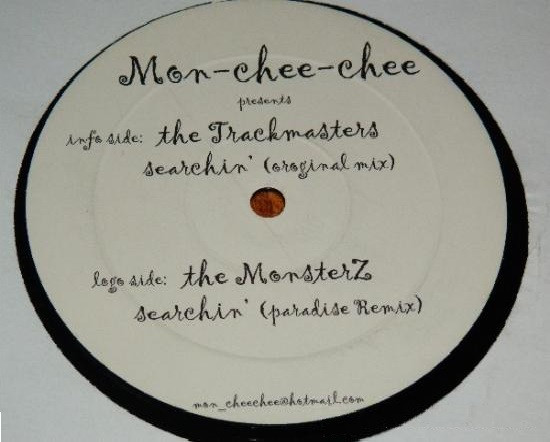 Mon-chee-chee
presents
info side: the Trackmasters
searchin' (oroginal mix)
logo side: the MonsterZ
searchin' (paradise Remix)
mon_cheechee@hotmail.com